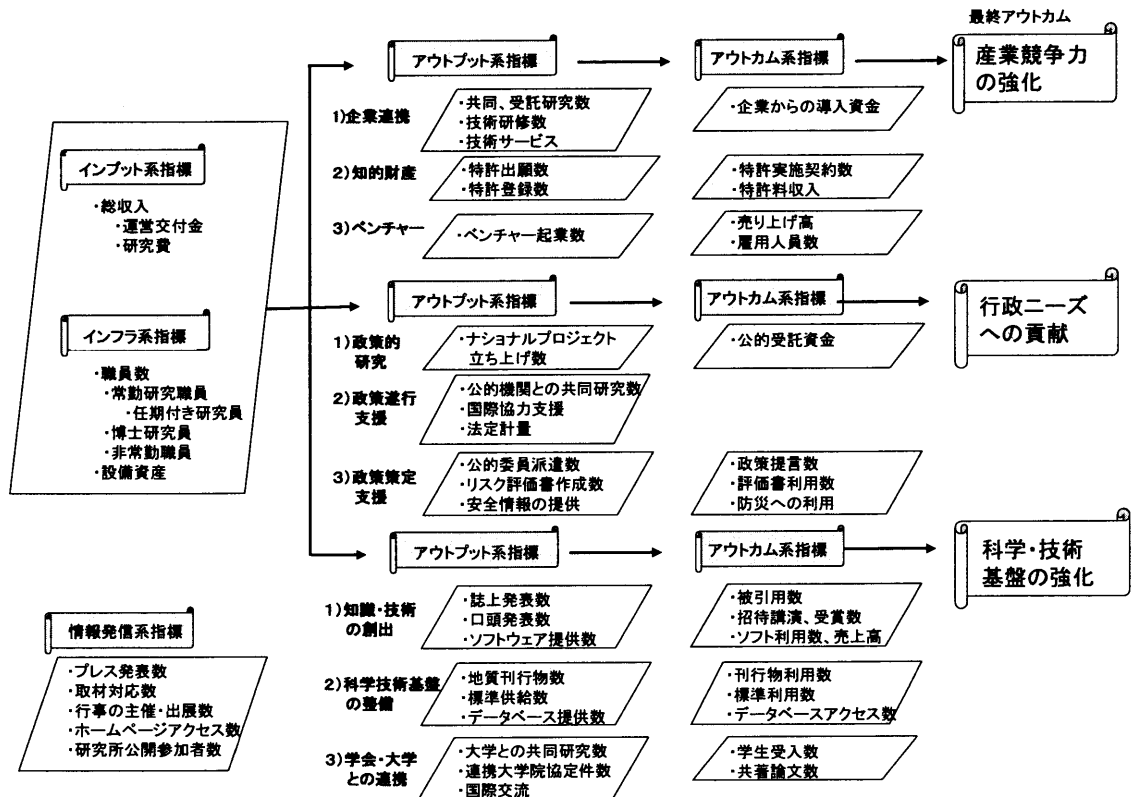 インプット系指標
・総収入
・運営交付金
・研究費
インフラ系指標
・職員数
・常勤研究職員
・任期付き研究員
・博士研究員
・非常勤職員
・設備資産
情報発信系指標
・プレス発表数
・取材対応数
・行事の主催・出展数
・ホームページアクセス数
・研究所公開参加者数
アウトプット系指標
アウトカム系指標
最終アウトカム
産業競争力
の強化
1)企業連携
・共同、受託研究数
・技術研修数
・技術サービス
・企業からの導入資金
2)知的財産
・特許出願数
・特許登録数
・特許実施契約数
・特許料収入
3)ベンチャー
・ベンチャー起業数
・売り上げ高
・雇用人員数
アウトプット系指標
アウトカム系指標
行政ニーズ
への貢献
1)政策的
研究
・ナショナルプロジェクト
立ち上げ数
・公的受託資金
2)政策遂行
支援
・公的機関との共同研究数
・国際協力支援
・法定計量
3)政策策定
支援
・公的委員派遣数
・リスク評価書作成数
・安全情報の提供
・政策提言数
・評価書利用数
・防災への利用
アウトプット系指標
アウトカム系指標
科学・技術
基盤の強化
1)知識・技術
の創出
・誌上発表数
・口頭発表数
・ソフトウェア提供数
・被引用数
・招待講演、受賞数
・ソフト利用数、売上高
2)科学技術基盤
の整備
・地質刊行物数
・標準供給数
・データベース提供数
・刊行物利用数
・標準利用数
・データベースアクセス数
3)学会・大学
との連携
・大学との共同研究数
・連携大学院協定件数
・国際交流
・学生受入数
・共著論文数